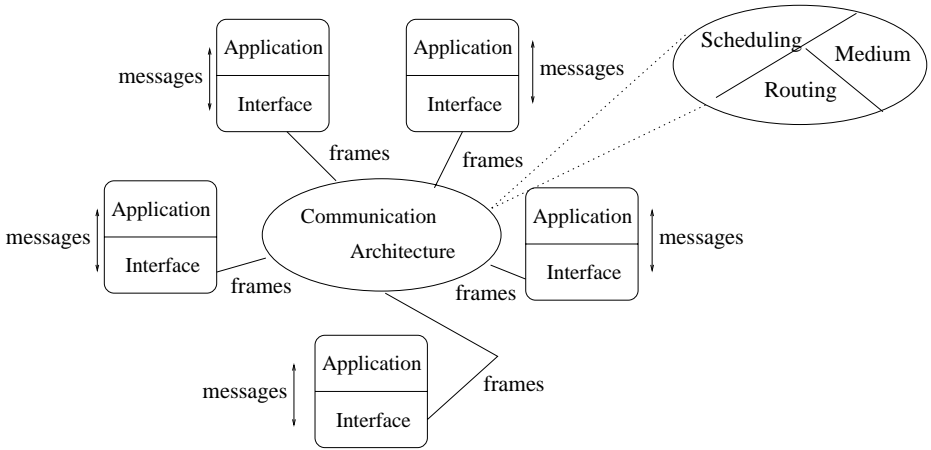 Application
Interface
messages
frames
Application
Interface
messages
frames
Scheduling
Medium
Routing
Application
Interface
messages
frames
Communication
Architecture
Application
Interface
messages
frames
Application
Interface
messages
frames